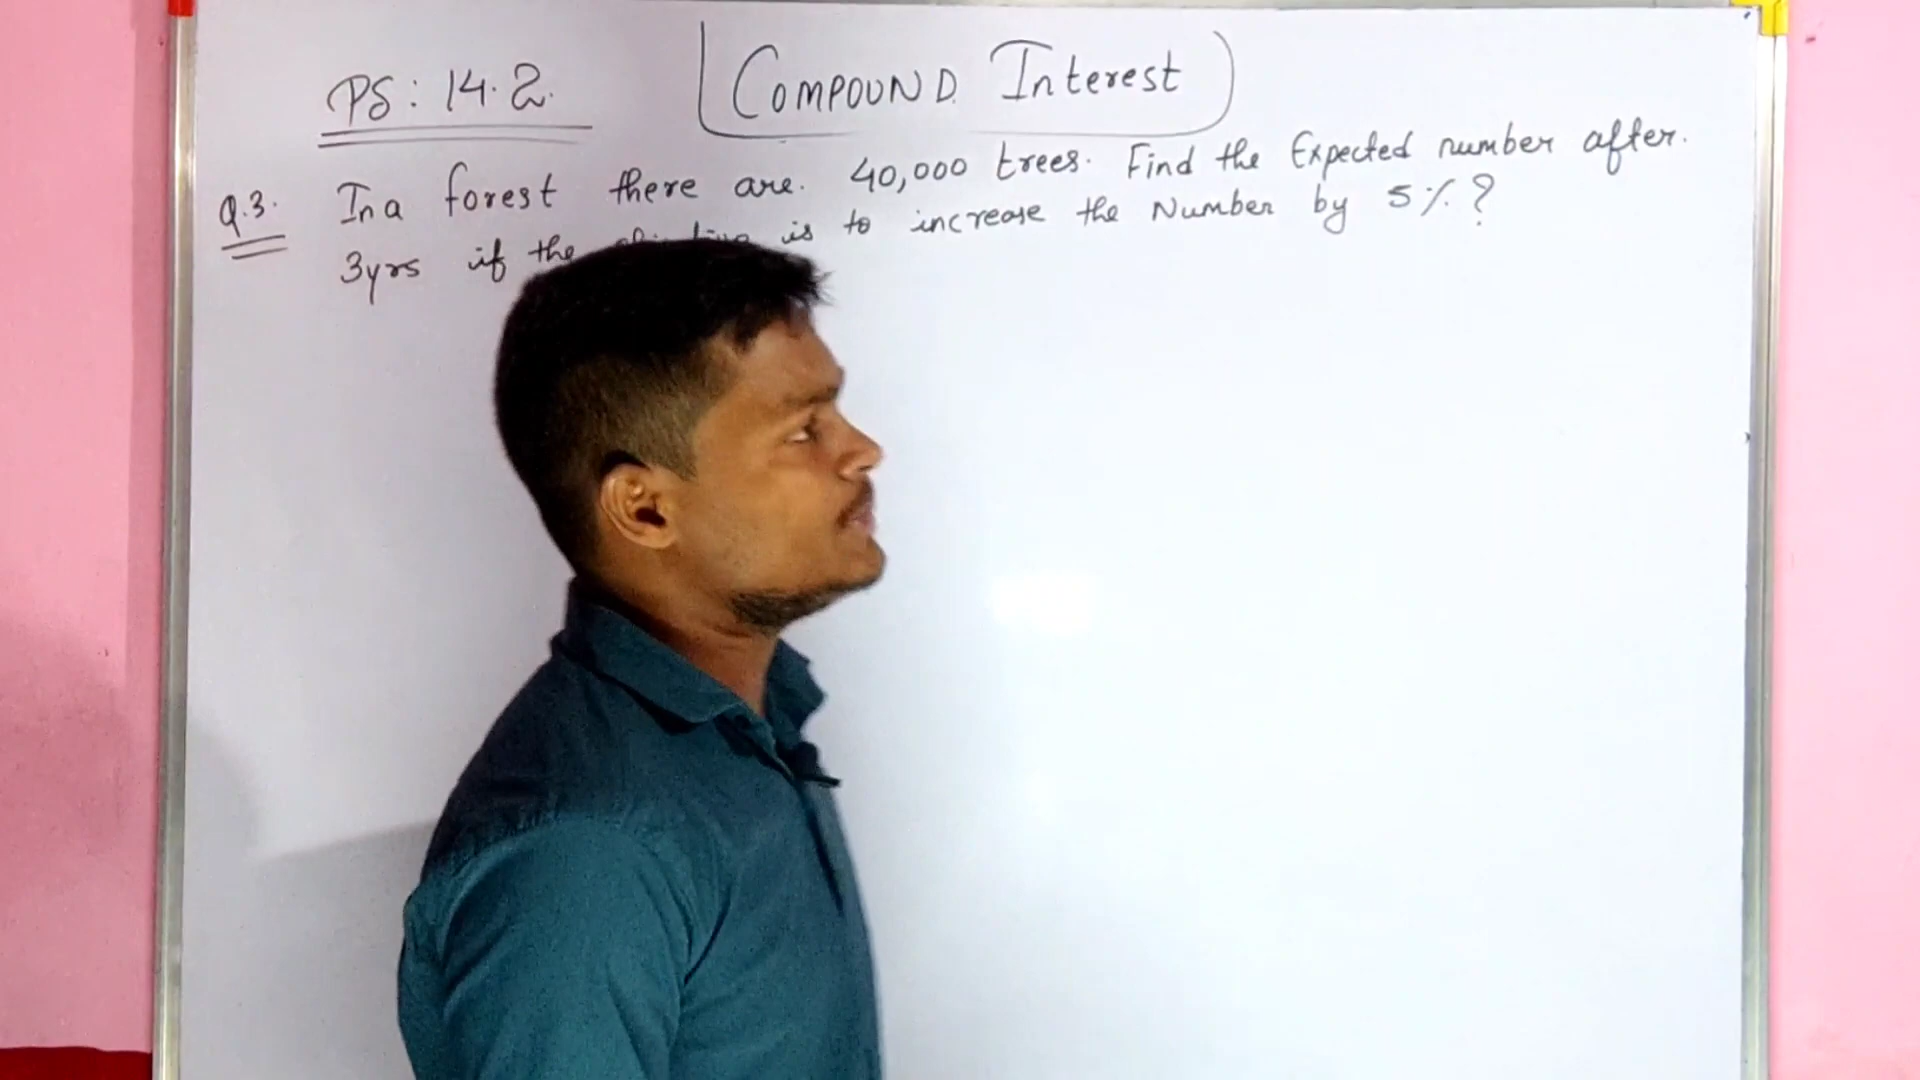 PS: 14.2.
COMPOUND Interest
Q.3. In a forest there are. 40,000 trees. Find the Expected number after.
3yrs if the is to increase the Number by 5%?